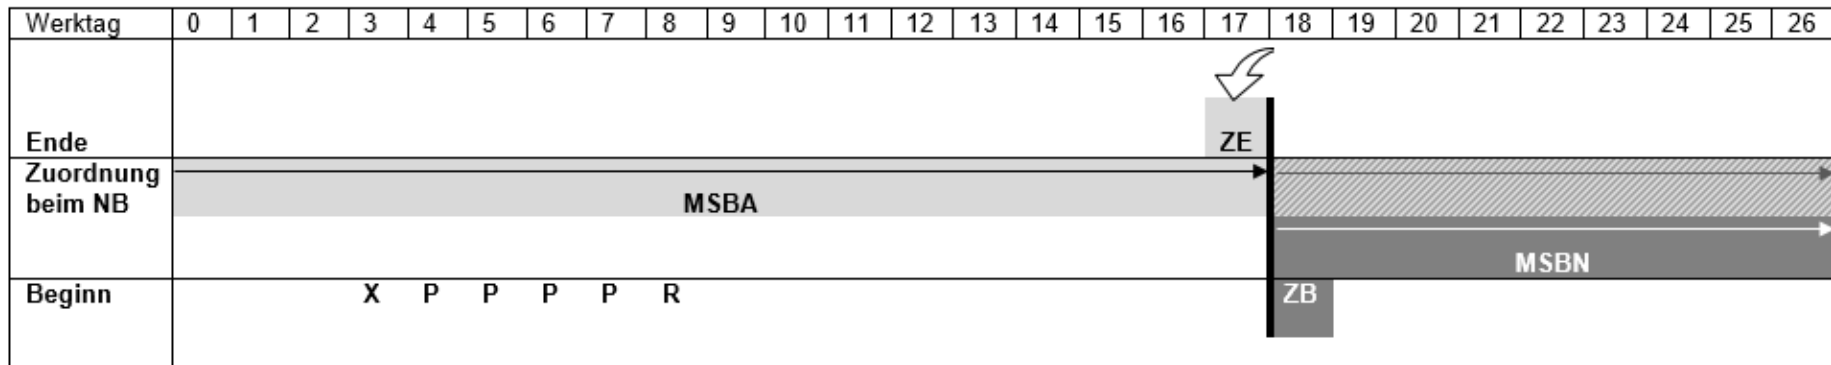 Werktag 0 1 2 3 4 5 6 7 8 9 10 11 12 13 14 15 16 17 18 19 20 21 22 23 24 25 26
Ende ZE
Zuordnung
beim NB MSBA
MSBN
Beginn X P P P P R ZB